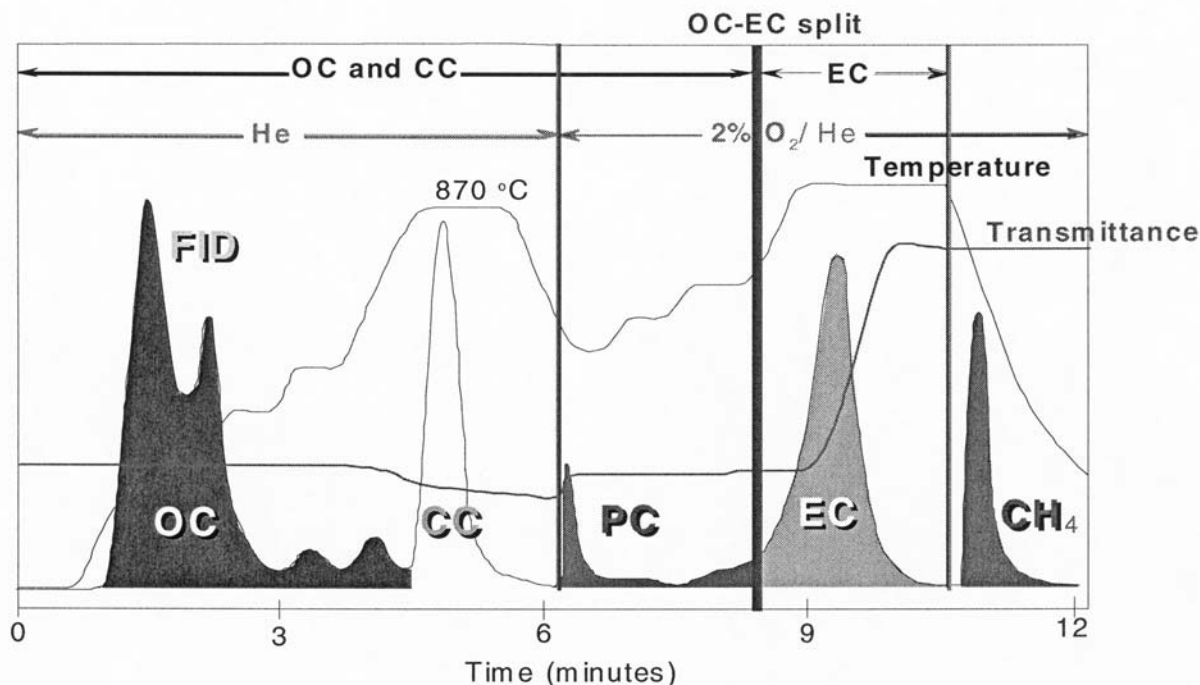 OC-EC split
OC and CC
EC
He
2% O₂/ He
Temperature
870 °C
Transmittance
FID
OC
CC
PC
EC
CH₄
0 3 6 9 12
Time (minutes)